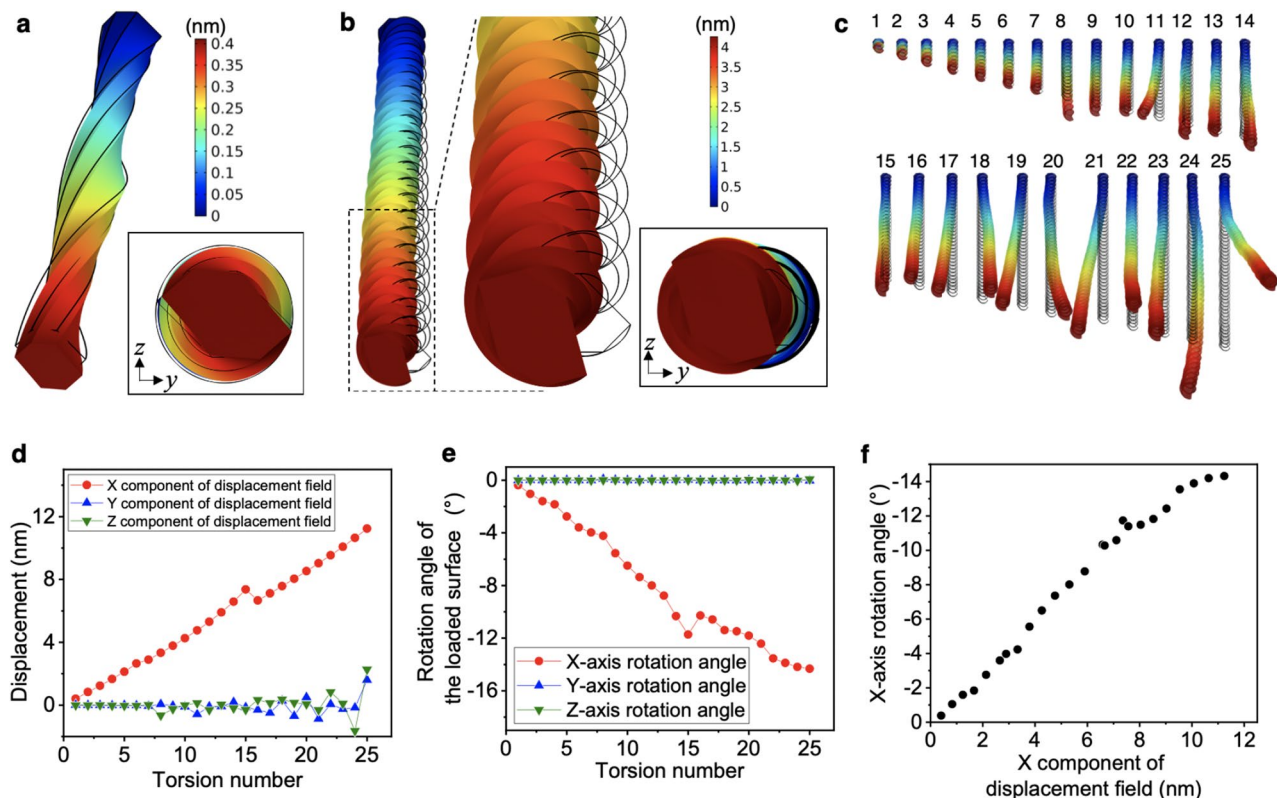 a
(nm)
0.4
0.35
0.3
0.25
0.2
0.15
0.1
0.05
0
z
y
b
(nm)
4
3.5
3
2.5
2
1.5
1
0.5
0
z
y
c
1 2 3 4 5 6 7 8 9 10 11 12 13 14
15 16 17 18 19 20 21 22 23 24 25
d
X component of displacement field
Y component of displacement field
Z component of displacement field
Displacement (nm)
12
8
4
0
0 5 10 15 20 25
Torsion number
e
Rotation angle of
the loaded surface (°)
0
-4
-8
-12
-16
X-axis rotation angle
Y-axis rotation angle
Z-axis rotation angle
0 5 10 15 20 25
Torsion number
f
X-axis rotation angle (°)
-14
-12
-10
-8
-6
-4
-2
0
0 2 4 6 8 10 12
X component of
displacement field (nm)